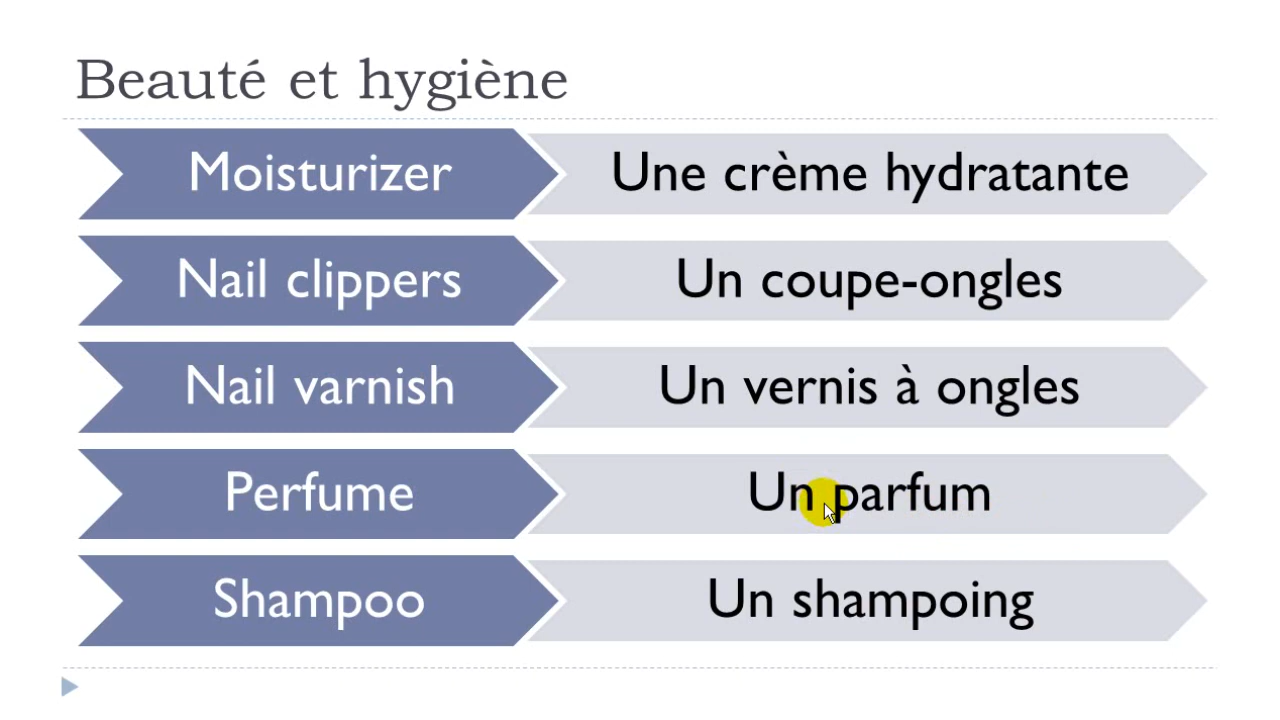 Beauté et hygiène
Moisturizer Une crème hydratante
Nail clippers Un coupe-ongles
Nail varnish Un vernis à ongles
Perfume Un parfum
Shampoo Un shampoing